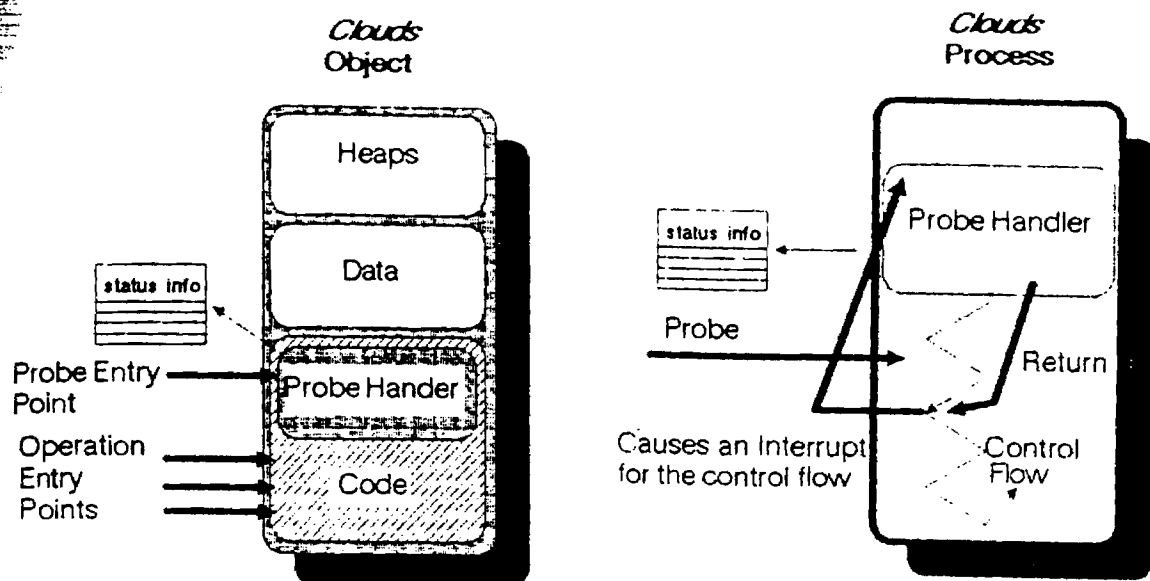 Clouds
Object
Heaps
Data
status info
Probe Hander
Probe Entry
Point
Operation
Entry
Points
Code
Clouds
Process
Probe Handler
status info
Probe
Return
Causes an Interrupt
for the control flow
Control
Flow